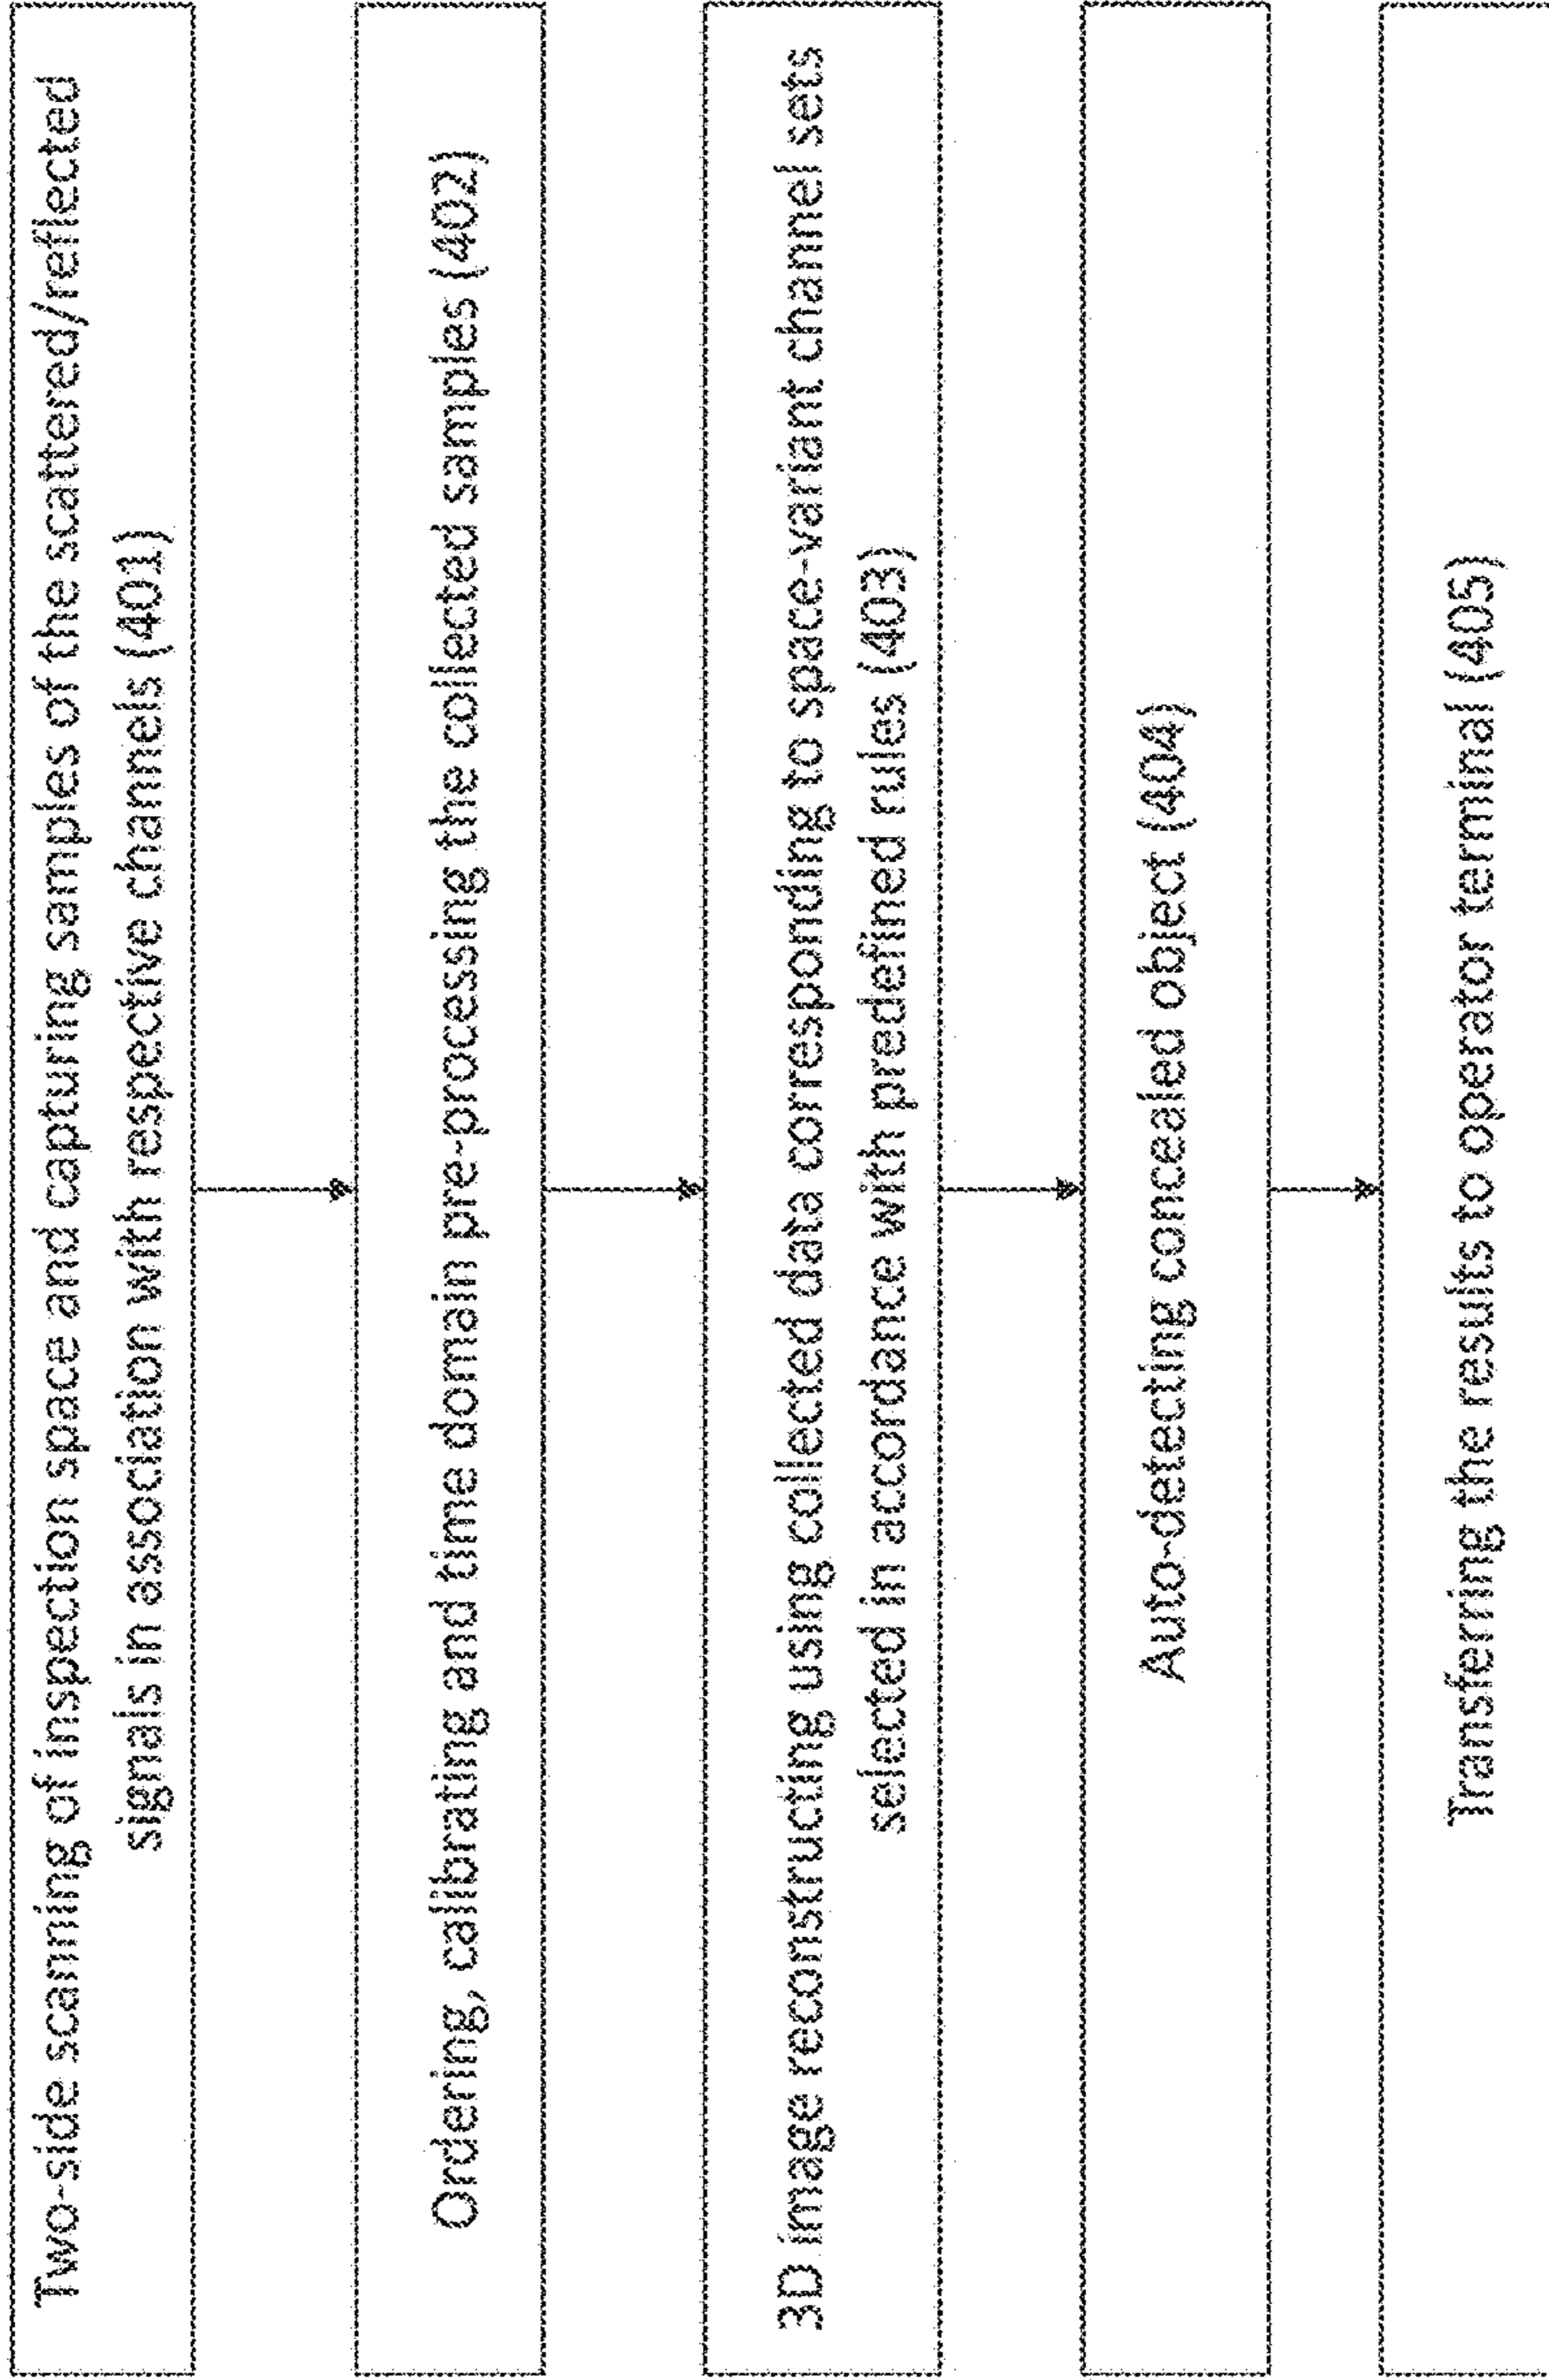 Two-side scanning of inspection space and capturing samples of the scattered/reflected
signals in association with respective channels (401)
Ordering, calibrating and time domain pre-processing the collected samples (402)
3D image reconstructing using collected data corresponding to space-variant channel sets
selected in accordance with predefined rules (403)
Auto-detecting concealed object (404)
Transferring the results to operator terminal (405)